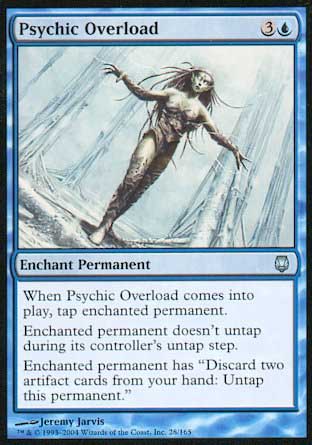 Psychic Overload 3
Enchant Permanent
When Psychic Overload comes into
play, tap enchanted permanent.
Enchanted permanent doesn't untap
during its controller's untap step.
Enchanted permanent has “Discard two
artifact cards from your hand: Untap
this permanent.”
Jeremy Jarvis
™ & © 1993–2004 Wizards of the Coast, Inc. 28/165